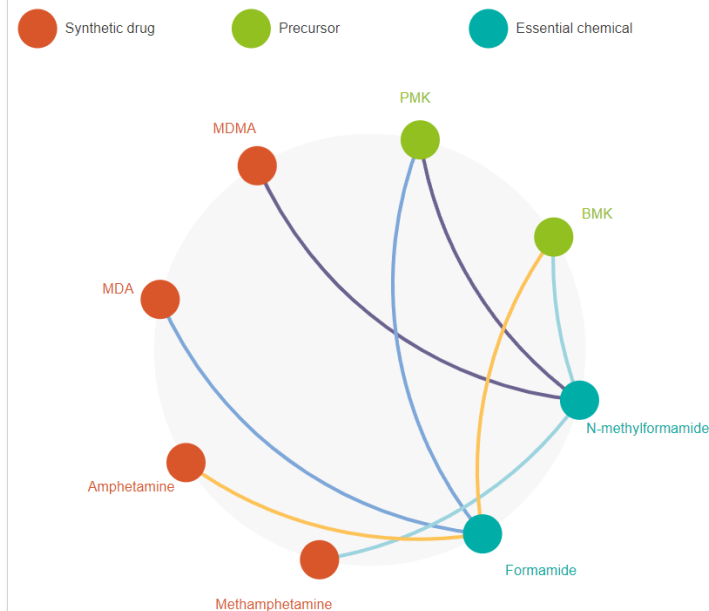 Synthetic drug
Precursor
Essential chemical
PMK
MDMA
BMK
MDA
N-methylformamide
Amphetamine
Formamide
Methamphetamine